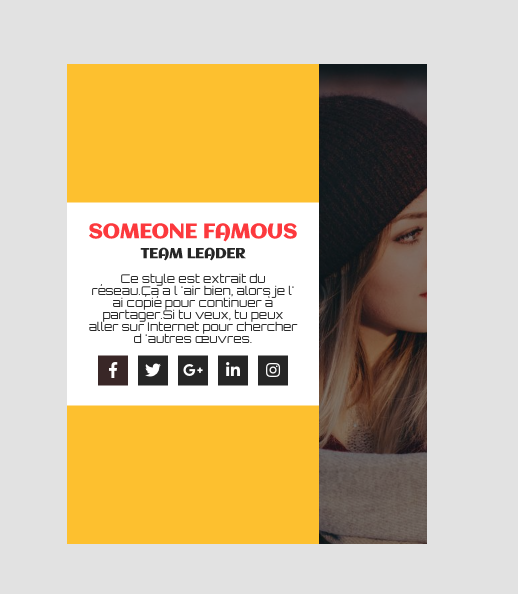 SOMEONE FAMOUS
TEAM LEADER
Ce style est extrait du
réseau.Ça a l 'air bien, alors je l'
ai copié pour continuer à
partager.Si tu veux, tu peux
aller sur Internet pour chercher
d 'autres œuvres.
f
G+
in